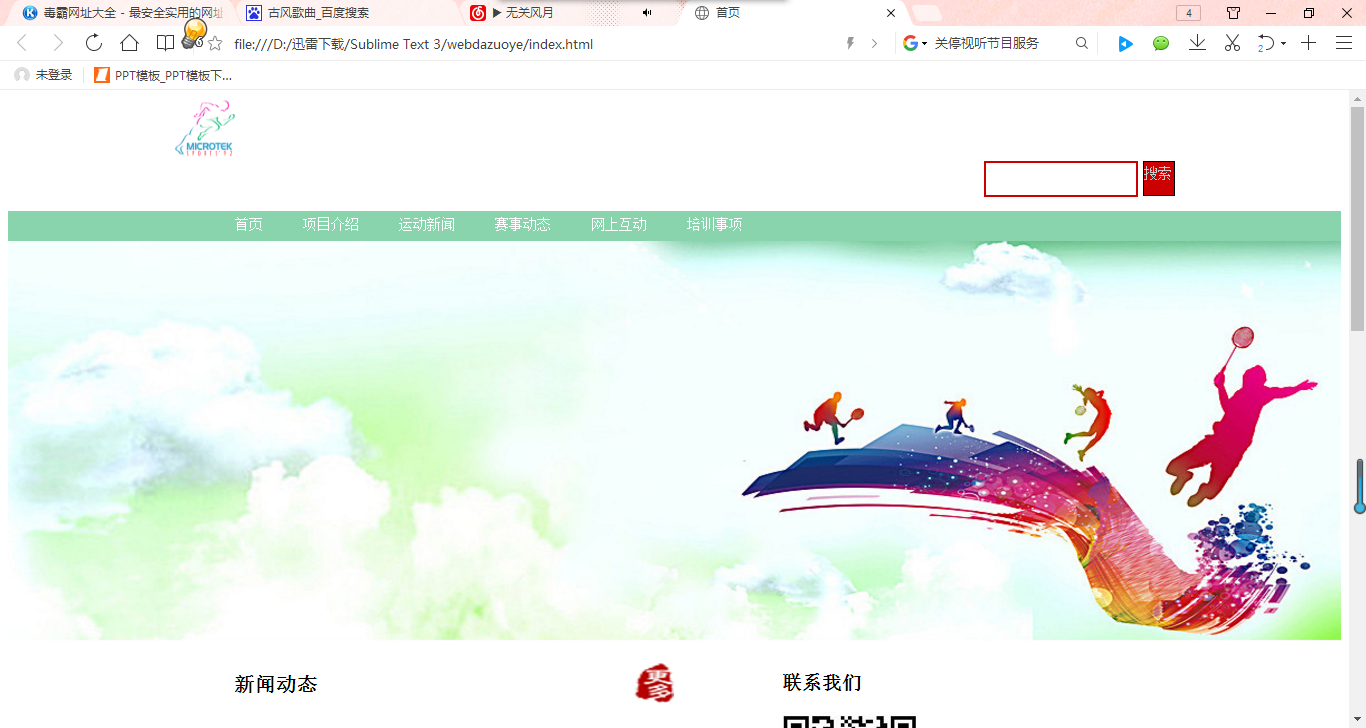 毒霸网址大全 - 最安全实用的网址
古风歌曲_百度搜索
无关风月
首页
4
file:///D:/迅雷下载/Sublime Text 3/webdazuoye/index.html
关停视听节目服务
2
未登录
PPT模板_PPT模板下...
MICROTEK
搜索
首页 项目介绍 运动新闻 赛事动态 网上互动 培训事项
新闻动态
更多
联系我们